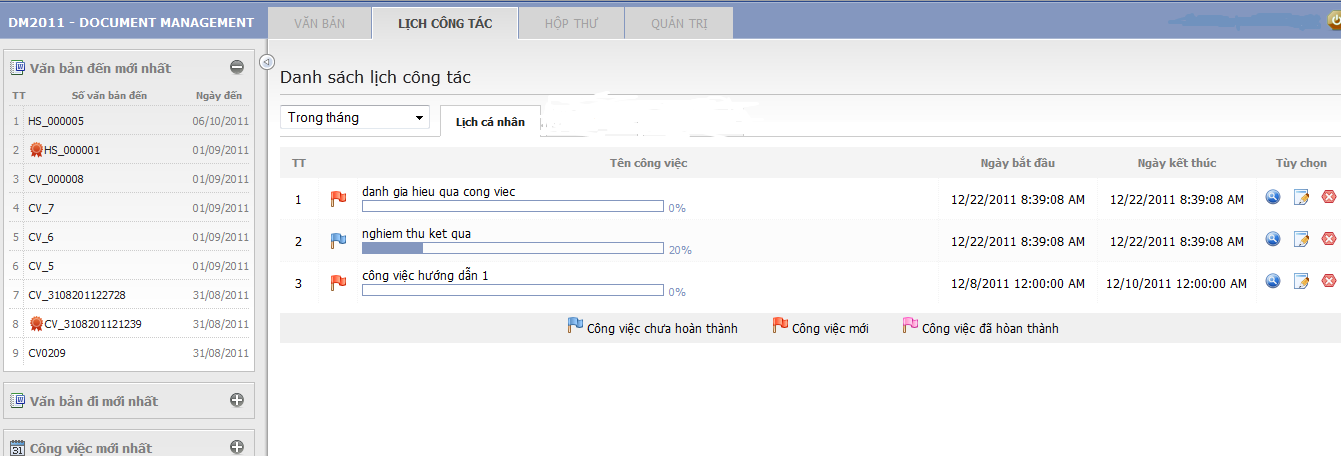 DM2011 - DOCUMENT MANAGEMENT
VĂN BẢN
LỊCH CÔNG TÁC
HỘP THƯ
QUẢN TRỊ
Văn bản đến mới nhất
TT Số văn bản đến Ngày đến
1 HS_000005 06/10/2011
2 HS_000001 01/09/2011
3 CV_000008 01/09/2011
4 CV_7 01/09/2011
5 CV_6 01/09/2011
6 CV_5 01/09/2011
7 CV_3108201122728 31/08/2011
8 CV_3108201121239 31/08/2011
9 CV0209 31/08/2011
Văn bản đi mới nhất
31 Công việc mới nhất
Danh sách lịch công tác
Trong tháng
Lịch cá nhân
TT Tên công việc Ngày bắt đầu Ngày kết thúc Tùy chọn
1 danh gia hieu qua cong viec 12/22/2011 8:39:08 AM 12/22/2011 8:39:08 AM
0%
2 nghiem thu ket qua 12/22/2011 8:39:08 AM 12/22/2011 8:39:08 AM
20%
3 công việc hướng dẫn 1 12/8/2011 12:00:00 AM 12/10/2011 12:00:00 AM
0%
Công việc chưa hoàn thành Công việc mới Công việc đã hòan thành